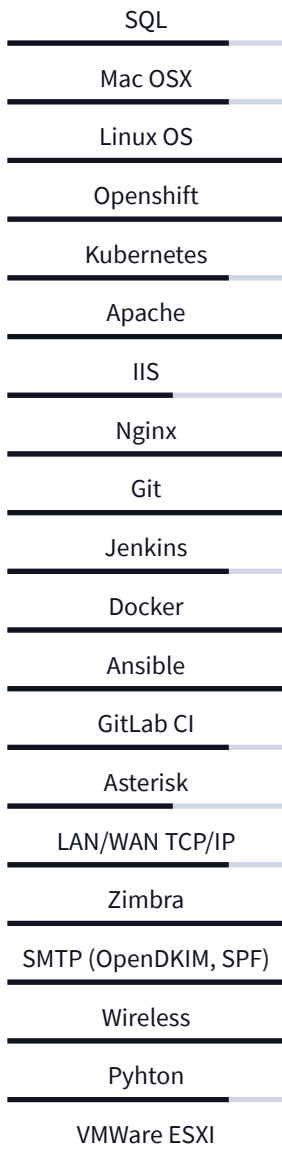 SQL
Mac OSX
Linux OS
Openshift
Kubernetes
Apache
IIS
Nginx
Git
Jenkins
Docker
Ansible
GitLab CI
Asterisk
LAN/WAN TCP/IP
Zimbra
SMTP (OpenDKIM, SPF)
Wireless
Pyhton
VMWare ESXI